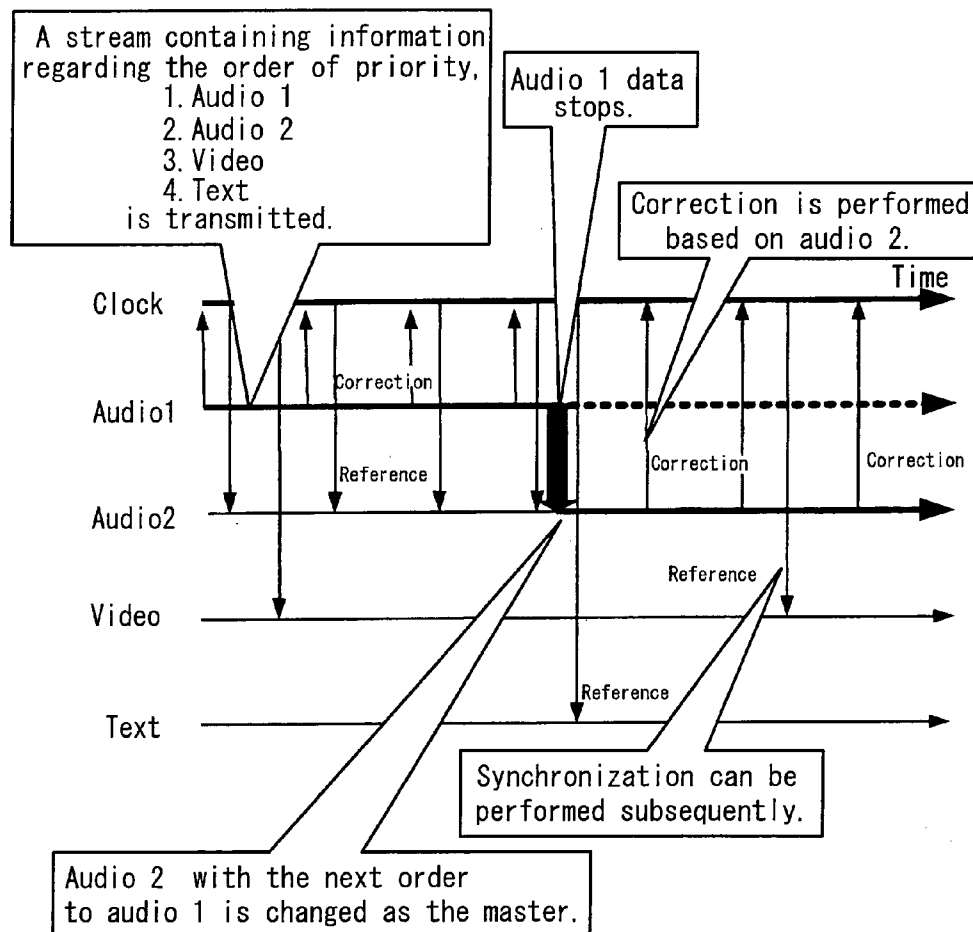 A stream containing information
regarding the order of priority,
1. Audio 1
2. Audio 2
3. Video
4. Text
is transmitted.
Audio 1 data
stops.
Correction is performed
based on audio 2.
Time
Clock
Correction
Audio1
Reference
Correction
Correction
Audio2
Reference
Video
Reference
Text
Synchronization can be
performed subsequently.
Audio 2 with the next order
to audio 1 is changed as the master.